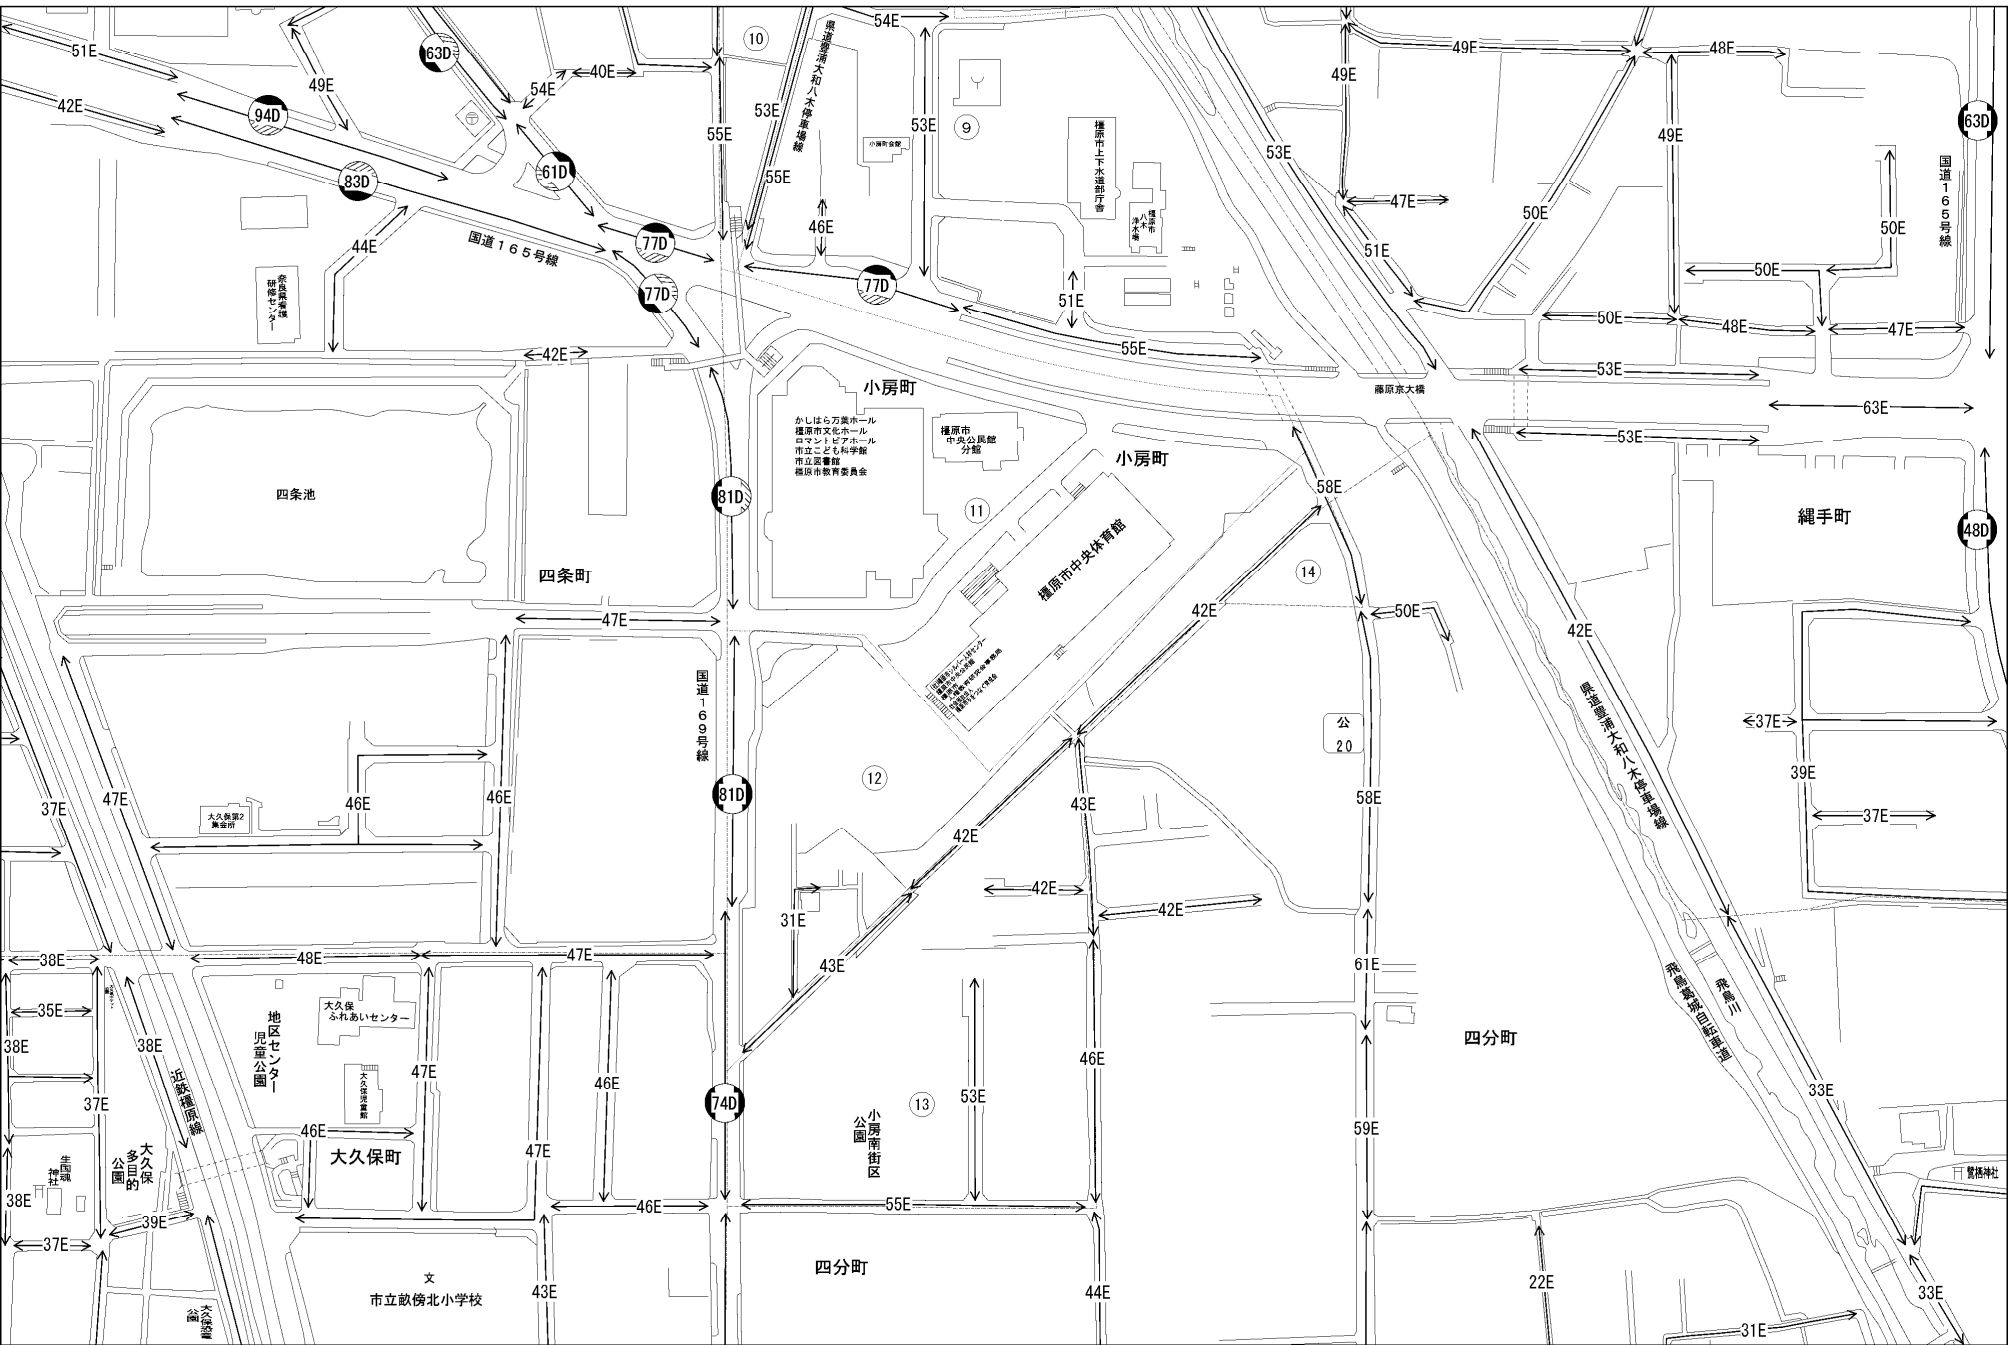 51E
49E
63D
54E
40E
10
54E
県道豊浦大和八木停車場線
49E
48E
42E
94D
55E
53E
53E
9
49E
49E
63D
小房町会館
橿原市上下水道部庁舎
橿原市
八木
浄水場
53E
国道165号線
83D
61D
55E
46E
47E
50E
50E
44E
国道165号線
77D
77D
77D
51E
51E
50E
奈良県看護
研修センター
42E
55E
50E
48E
47E
53E
小房町
藤原京大橋
63E
かしはら万葉ホール
橿原市文化ホール
ロマントピアホール
市立こども科学館
市立図書館
橿原市教育委員会
橿原市
中央公民館
分館
小房町
53E
四条池
81D
11
58E
縄手町
48D
四条町
橿原市中央体育館
14
47E
42E
50E
42E
国道169号線
県道豊浦大和八木停車場線
公
20
37E
12
39E
37E
47E
46E
46E
81D
43E
58E
37E
大久保第2
集会所
42E
42E
42E
31E
43E
38E
48E
47E
61E
35E
大久保
ふれあいセンター
地区センター
児童公園
飛鳥葛城自転車道
飛鳥川
四分町
38E
38E
近鉄橿原線
大久保児童館
47E
46E
46E
33E
37E
74D
13
53E
小房南街区
公園
59E
46E
大久保町
47E
大久保
多目的
公園
生国魂
神社
鷺栖神社
38E
39E
46E
55E
37E
四分町
文
市立畝傍北小学校
43E
44E
22E
33E
31E